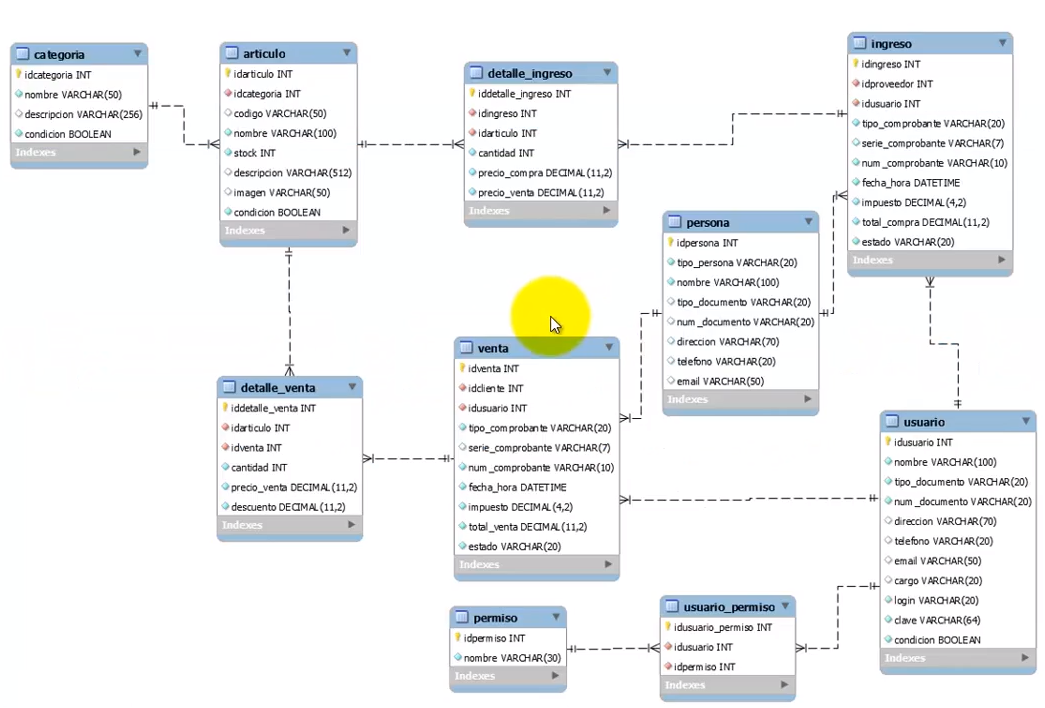 categoria
idcategoria INT
nombre VARCHAR(50)
descripcion VARCHAR(256)
condicion BOOLEAN
Indexes
articulo
idarticulo INT
idcategoria INT
codigo VARCHAR(50)
nombre VARCHAR(100)
stock INT
descripcion VARCHAR(512)
imagen VARCHAR(50)
condicion BOOLEAN
Indexes
detalle_ingreso
iddetalle_ingreso INT
idingreso INT
idarticulo INT
cantidad INT
precio_compra DECIMAL(11,2)
precio_venta DECIMAL(11,2)
Indexes
ingreso
idingreso INT
idproveedor INT
idusuario INT
tipo_comprobante VARCHAR(20)
serie_comprobante VARCHAR(7)
num_comprobante VARCHAR(10)
fecha_hora DATETIME
impuesto DECIMAL(4,2)
total_compra DECIMAL(11,2)
estado VARCHAR(20)
Indexes
persona
idpersona INT
tipo_persona VARCHAR(20)
nombre VARCHAR(100)
tipo_documento VARCHAR(20)
num_documento VARCHAR(20)
direccion VARCHAR(70)
telefono VARCHAR(20)
email VARCHAR(50)
Indexes
detalle_venta
iddetalle_venta INT
idarticulo INT
idventa INT
cantidad INT
precio_venta DECIMAL(11,2)
descuento DECIMAL(11,2)
Indexes
venta
idventa INT
idcliente INT
idusuario INT
tipo_comprobante VARCHAR(20)
serie_comprobante VARCHAR(7)
num_comprobante VARCHAR(10)
fecha_hora DATETIME
impuesto DECIMAL(4,2)
total_venta DECIMAL(11,2)
estado VARCHAR(20)
Indexes
usuario
idusuario INT
nombre VARCHAR(100)
tipo_documento VARCHAR(20)
num_documento VARCHAR(20)
direccion VARCHAR(70)
telefono VARCHAR(20)
email VARCHAR(50)
cargo VARCHAR(20)
login VARCHAR(20)
clave VARCHAR(64)
condicion BOOLEAN
Indexes
permiso
idpermiso INT
nombre VARCHAR(30)
Indexes
usuario_permiso
idusuario_permiso INT
idusuario INT
idpermiso INT
Indexes